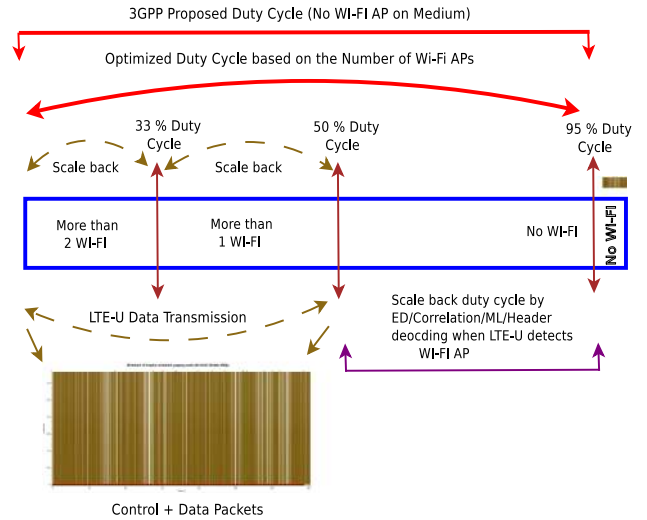 3GPP Proposed Duty Cycle (No WI-FI AP on Medium)
Optimized Duty Cycle based on the Number of Wi-Fi APs
33 % Duty
Cycle
50 % Duty
Cycle
95 % Duty
Cycle
Scale back
Scale back
More than
2 WI-FI
More than
1 WI-FI
No WI-FI
No WI-FI
LTE-U Data Transmission
Scale back duty cycle by
ED/Correlation/ML/Header
deocding when LTE-U detects
WI-FI AP
Control + Data Packets